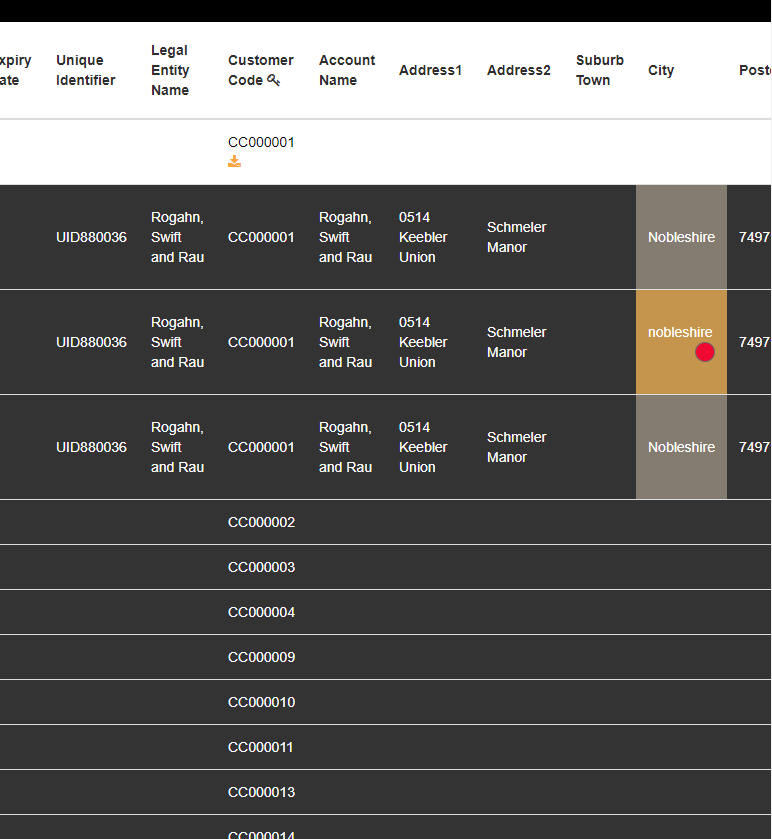 xpiry ate Unique Identifier Legal Entity Name Customer Code Account Name Address1 Address2 Suburb Town City Post
CC000001
UID880036 Rogahn, Swift and Rau CC000001 Rogahn, Swift and Rau 0514 Keebler Union Schmeler Manor Nobleshire 7497
UID880036 Rogahn, Swift and Rau CC000001 Rogahn, Swift and Rau 0514 Keebler Union Schmeler Manor nobleshire 7497
UID880036 Rogahn, Swift and Rau CC000001 Rogahn, Swift and Rau 0514 Keebler Union Schmeler Manor Nobleshire 7497
CC000002
CC000003
CC000004
CC000009
CC000010
CC000011
CC000013
CC000014